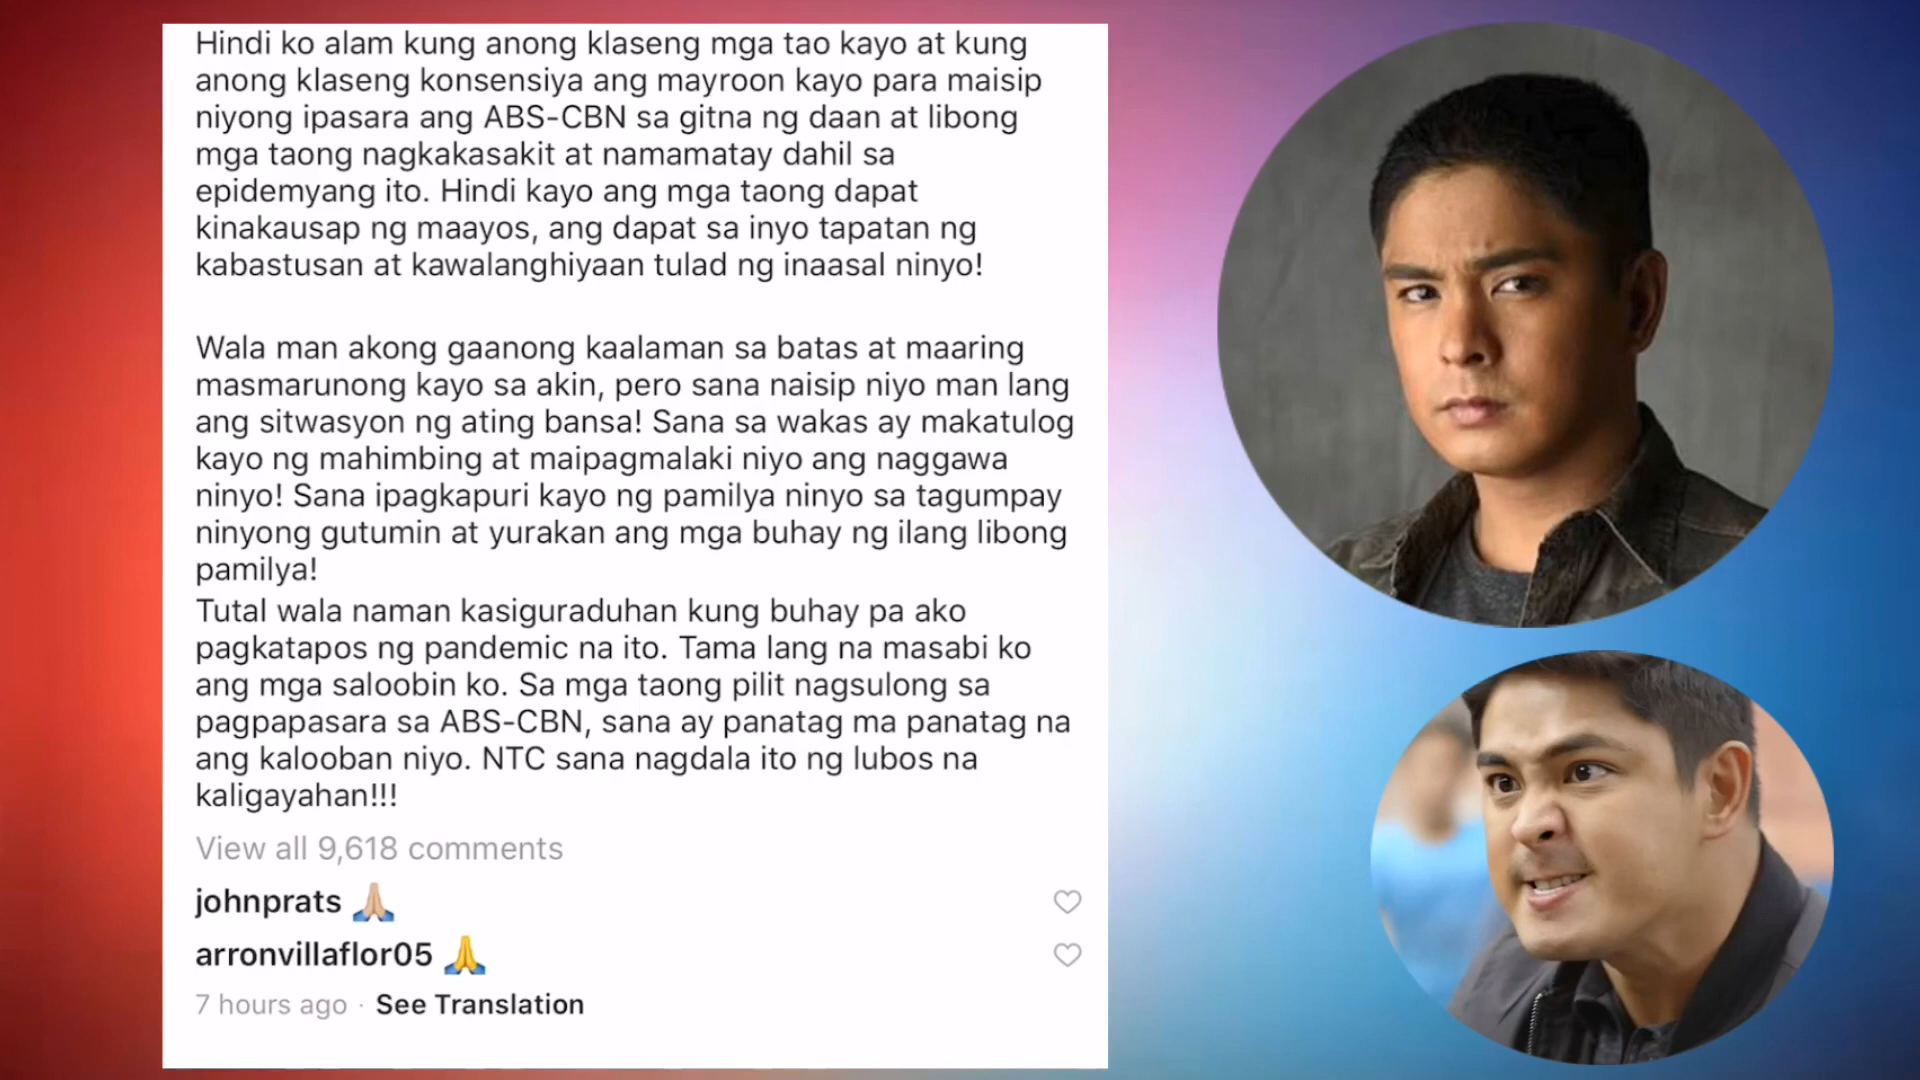 Hindi ko alam kung anong klaseng mga tao kayo at kung
anong klaseng konsensiya ang mayroon kayo para maisip
niyong ipasara ang ABS-CBN sa gitna ng daan at libong
mga taong nagkakasakit at namamatay dahil sa
epidemyang ito. Hindi kayo ang mga taong dapat
kinakausap ng maayos, ang dapat sa inyo tapatan ng
kabastusan at kawalanghiyaan tulad ng inaasal ninyo!
Wala man akong gaanong kaalaman sa batas at maaring
masmarunong kayo sa akin, pero sana naisip niyo man lang
ang sitwasyon ng ating bansa! Sana sa wakas ay makatulog
kayo ng mahimbing at maipagmalaki niyo ang naggawa
ninyo! Sana ipagkapuri kayo ng pamilya ninyo sa tagumpay
ninyong gutumin at yurakan ang mga buhay ng ilang libong
pamilya!
Tutal wala naman kasiguraduhan kung buhay pa ako
pagkatapos ng pandemic na ito. Tama lang na masabi ko
ang mga saloobin ko. Sa mga taong pilit nagsulong sa
pagpapasara sa ABS-CBN, sana ay panatag ma panatag na
ang kalooban niyo. NTC sana nagdala ito ng lubos na
kaligayahan!!!
View all 9,618 comments
johnprats 🙏🏼
arronvillaflor05 🙏
7 hours ago · See Translation